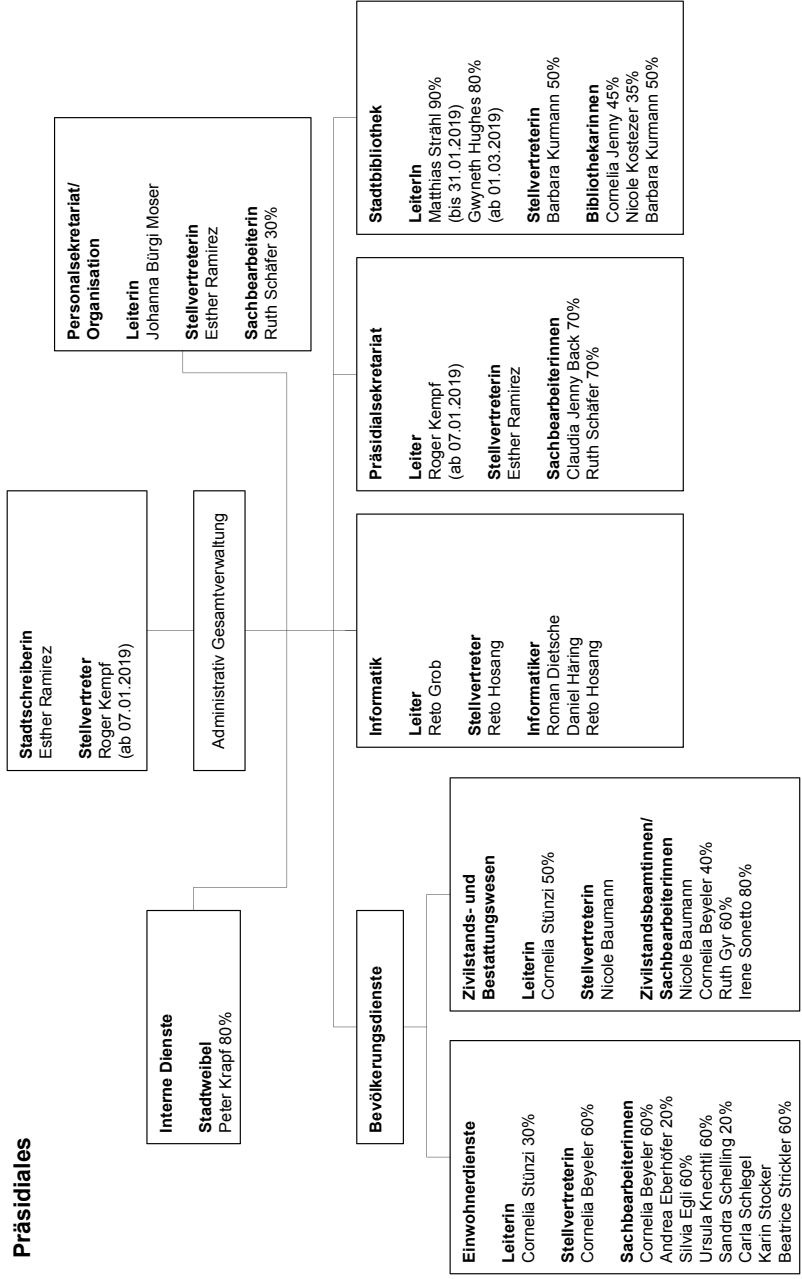 Präsidiales
Stadtschreiberin
Esther Ramirez
Stellvertreter
Roger Kempf
(ab 07.01.2019)
Administrativ Gesamtverwaltung
Interne Dienste
Stadtweibel
Peter Krapf 80%
Personalsekretariat/
Organisation
Leiterin
Johanna Bürgi Moser
Stellvertreterin
Esther Ramirez
Sachbearbeiterin
Ruth Schäfer 30%
Bevölkerungsdienste
Einwohnerdienste
Leiterin
Cornelia Stünzi 30%
Stellvertreterin
Cornelia Beyeler 60%
Sachbearbeiterinnen
Cornelia Beyeler 60%
Andrea Eberhöfer 20%
Silvia Egli 60%
Ursula Knechtli 60%
Sandra Schelling 20%
Carla Schlegel
Karin Stocker
Beatrice Strickler 60%
Zivilstands- und
Bestattungswesen
Leiterin
Cornelia Stünzi 50%
Stellvertreterin
Nicole Baumann
Zivilstandsbeamtinnen/
Sachbearbeiterinnen
Nicole Baumann
Cornelia Beyeler 40%
Ruth Gyr 60%
Irene Sonetto 80%
Informatik
Leiter
Reto Grob
Stellvertreter
Reto Hosang
Informatiker
Roman Dietsche
Daniel Häring
Reto Hosang
Präsidialsekretariat
Leiter
Roger Kempf
(ab 07.01.2019)
Stellvertreterin
Esther Ramirez
Sachbearbeiterinnen
Claudia Jenny Back 70%
Ruth Schäfer 70%
Stadtbibliothek
LeiterIn
Matthias Strähl 90%
(bis 31.01.2019)
Gwyneth Hughes 80%
(ab 01.03.2019)
Stellvertreterin
Barbara Kurmann 50%
Bibliothekarinnen
Cornelia Jenny 45%
Nicole Kostezer 35%
Barbara Kurmann 50%